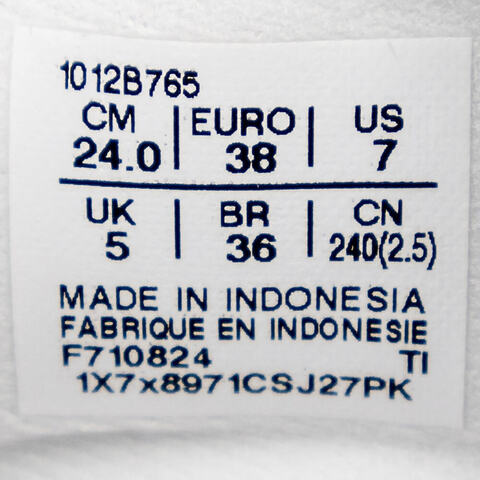 1012B765
CM | EURO | US
24.0 | 38 | 7
UK | BR | CN
5 | 36 | 240(2.5)
MADE IN INDONESIA
FABRIQUE EN INDONESIE
F710824 TI
1X7x8971CSJ27PK